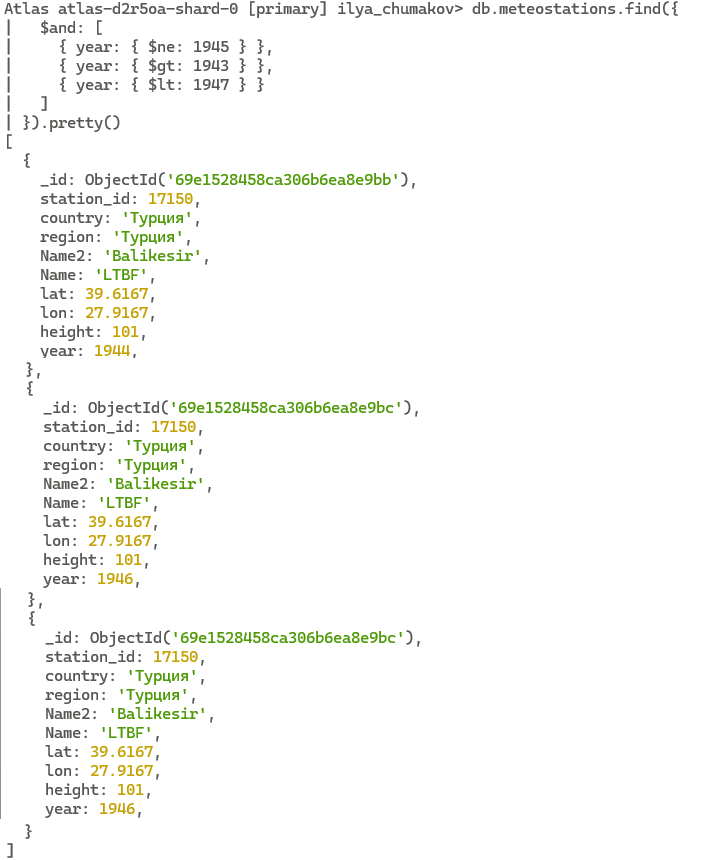 Atlas atlas-d2r5oa-shard-0 [primary] ilya_chumakov> db.meteostations.find({
|   $and: [
|     { year: { $ne: 1945 } },
|     { year: { $gt: 1943 } },
|     { year: { $lt: 1947 } }
|   ]
| }).pretty()
[
  {
    _id: ObjectId('69e1528458ca306b6ea8e9bb'),
    station_id: 17150,
    country: 'Турция',
    region: 'Турция',
    Name2: 'Balikesir',
    Name: 'LTBF',
    lat: 39.6167,
    lon: 27.9167,
    height: 101,
    year: 1944,
  },
  {
    _id: ObjectId('69e1528458ca306b6ea8e9bc'),
    station_id: 17150,
    country: 'Турция',
    region: 'Турция',
    Name2: 'Balikesir',
    Name: 'LTBF',
    lat: 39.6167,
    lon: 27.9167,
    height: 101,
    year: 1946,
  },
  {
    _id: ObjectId('69e1528458ca306b6ea8e9bc'),
    station_id: 17150,
    country: 'Турция',
    region: 'Турция',
    Name2: 'Balikesir',
    Name: 'LTBF',
    lat: 39.6167,
    lon: 27.9167,
    height: 101,
    year: 1946,
  }
]